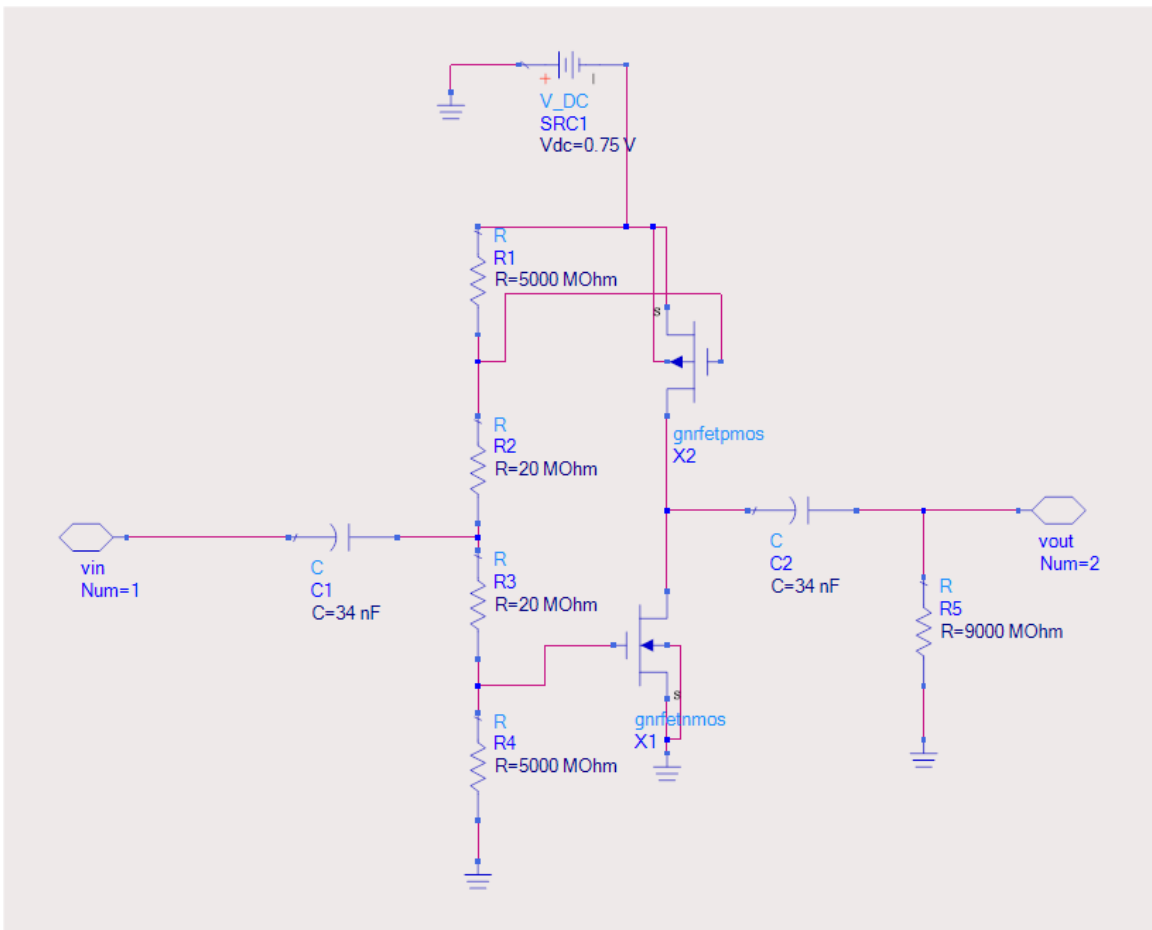 +
V_DC
SRC1
Vdc=0.75 V
R
R1
R=5000 MOhm
s
R
R2
R=20 MOhm
gnrfetpmos
X2
vin
Num=1
C
C1
C=34 nF
R
R3
R=20 MOhm
C
C2
C=34 nF
vout
Num=2
R
R5
R=9000 MOhm
s
gnrfetnmos
X1
R
R4
R=5000 MOhm